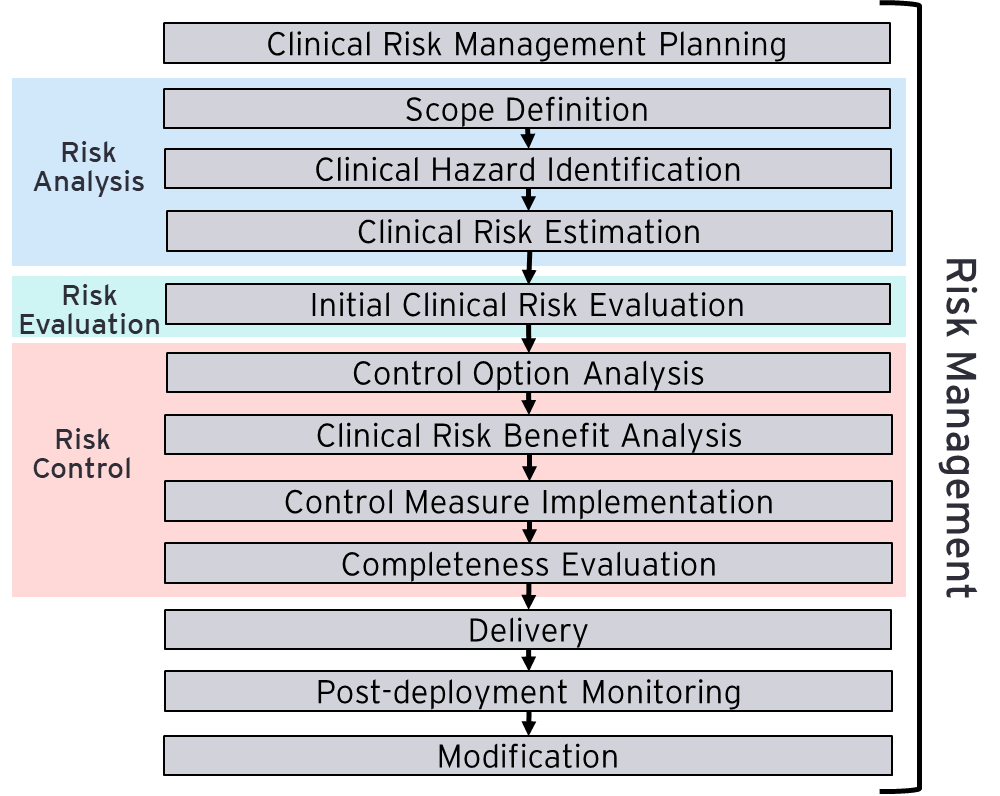 Clinical Risk Management Planning
Risk
Analysis
Scope Definition
Clinical Hazard Identification
Clinical Risk Estimation
Risk
Evaluation
Initial Clinical Risk Evaluation
Risk
Control
Control Option Analysis
Clinical Risk Benefit Analysis
Control Measure Implementation
Completeness Evaluation
Delivery
Post-deployment Monitoring
Modification
Risk Management